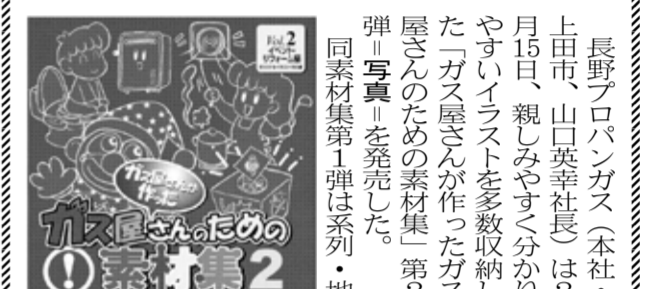 長野プロパンガス（本社・
上田市、山口英幸社長）は2
月15日、親しみやすく分かり
やすいイラストを多数収納し
た「ガス屋さんが作ったガス
屋さんのための素材集」第2
弾＝写真＝を発売した。
同素材集第1弾は系列・地
Vol.2
イベント
リフォーム編
ガス屋さんが
作った
ガス屋さんのための
!素材集2